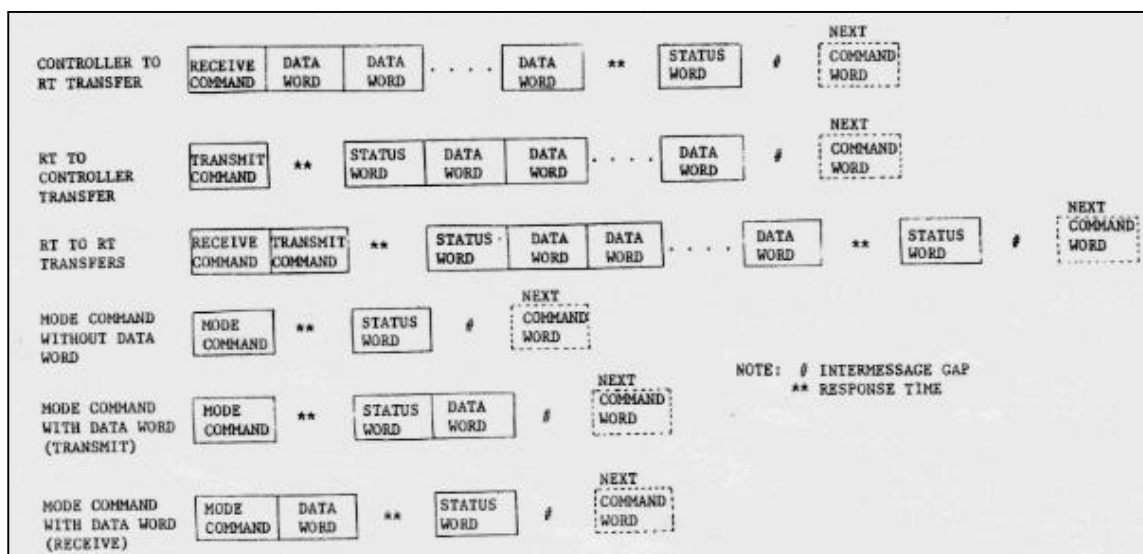 NEXT
CONTROLLER TO RECEIVE DATA DATA DATA ** STATUS # COMMAND
RT TRANSFER COMMAND WORD WORD . . . . WORD WORD WORD
NEXT
RT TO TRANSMIT ** STATUS DATA DATA . . . . DATA # COMMAND
CONTROLLER COMMAND WORD WORD WORD WORD WORD
TRANSFER
NEXT
RT TO RT RECEIVE TRANSMIT ** STATUS DATA DATA . . . . DATA ** STATUS # COMMAND
TRANSFERS COMMAND COMMAND WORD WORD WORD WORD WORD WORD
NEXT
MODE COMMAND MODE ** STATUS # COMMAND
WITHOUT DATA COMMAND WORD WORD
WORD
NOTE: # INTERMESSAGE GAP
** RESPONSE TIME
NEXT
MODE COMMAND MODE ** STATUS DATA # COMMAND
WITH DATA WORD COMMAND WORD WORD WORD
(TRANSMIT)
NEXT
MODE COMMAND MODE DATA ** STATUS # COMMAND
WITH DATA WORD COMMAND WORD WORD WORD
(RECEIVE)